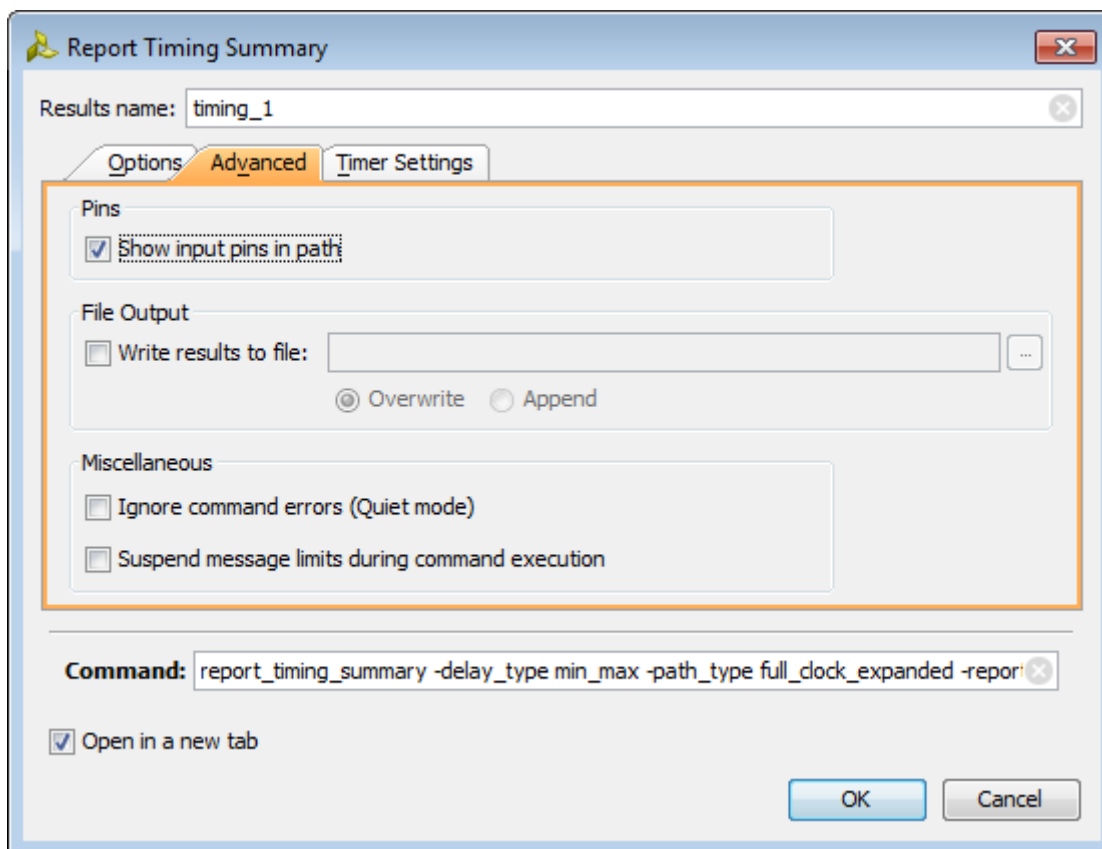 Report Timing Summary
Results name: timing_1
Options Advanced Timer Settings
Pins
Show input pins in path
File Output
Write results to file: ...
Overwrite Append
Miscellaneous
Ignore command errors (Quiet mode)
Suspend message limits during command execution
Command: report_timing_summary -delay_type min_max -path_type full_clock_expanded -report
Open in a new tab
OK Cancel